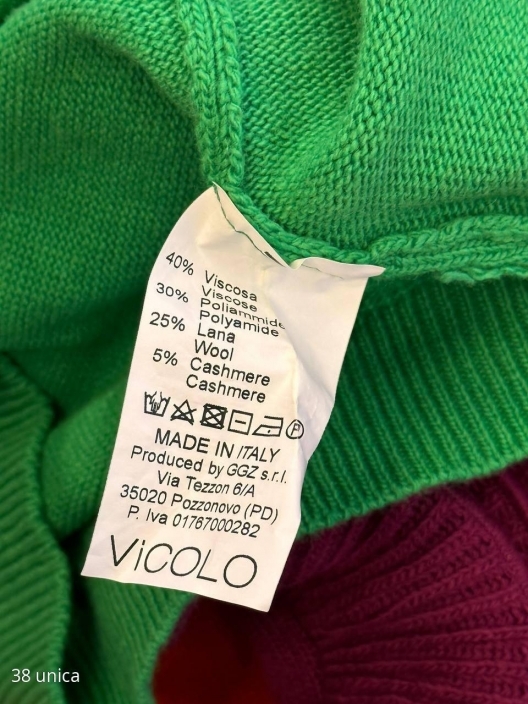 40% Viscosa
Viscose
30% Poliammide
Polyamide
25% Lana
Wool
5% Cashmere
Cashmere
P
MADE IN ITALY
Produced by GGZ s.r.l.
Via Tezzon 6/A
35020 Pozzonovo (PD)
P. Iva 01767000282
ViCOLO
38 unica